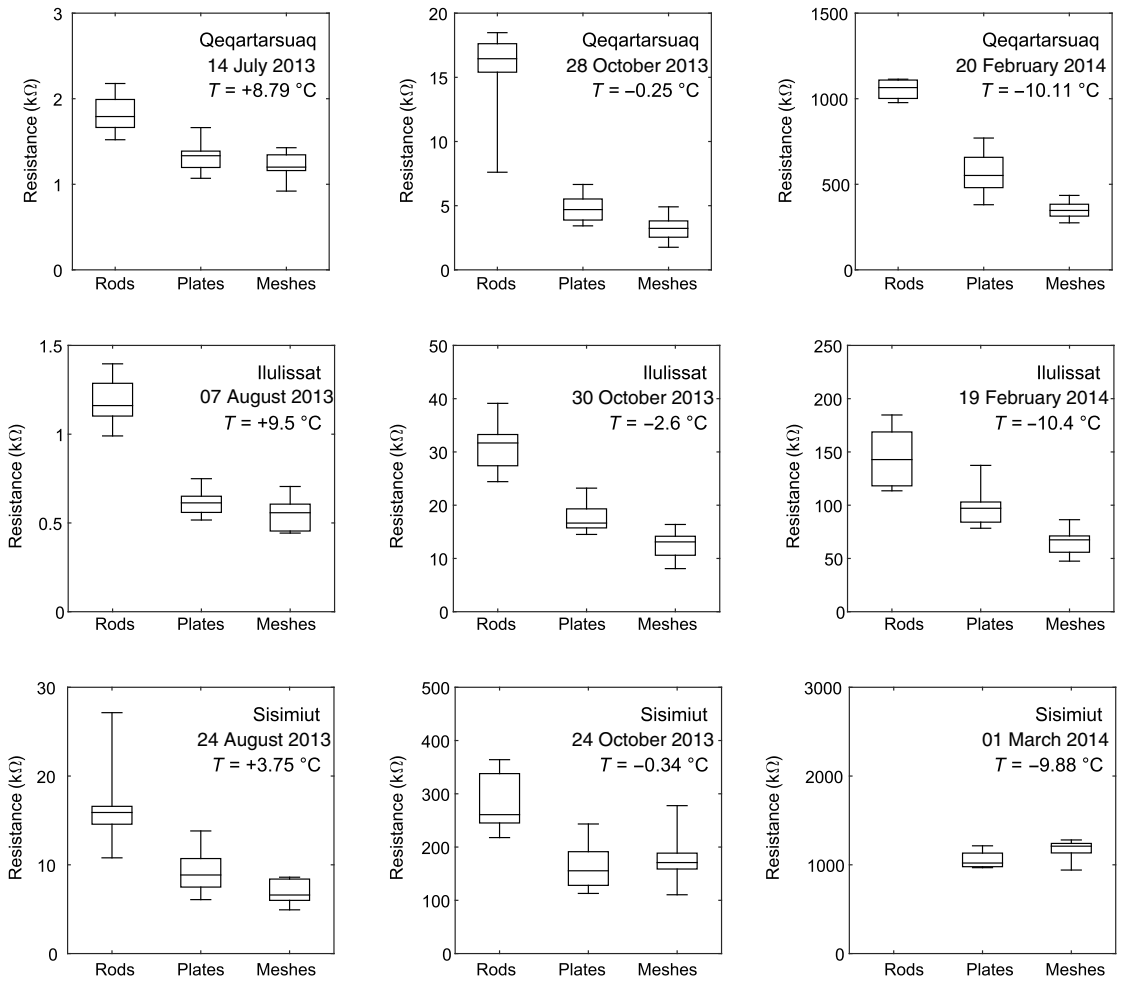 3
2
1
0
Resistance (kΩ)
Qeqartarsuaq
14 July 2013
T = +8.79 °C
Rods Plates Meshes
20
15
10
5
0
Resistance (kΩ)
Qeqartarsuaq
28 October 2013
T = −0.25 °C
Rods Plates Meshes
1500
1000
500
0
Resistance (kΩ)
Qeqartarsuaq
20 February 2014
T = −10.11 °C
Rods Plates Meshes
1.5
1
0.5
0
Resistance (kΩ)
Ilulissat
07 August 2013
T = +9.5 °C
Rods Plates Meshes
50
40
30
20
10
0
Resistance (kΩ)
Ilulissat
30 October 2013
T = −2.6 °C
Rods Plates Meshes
250
200
150
100
50
0
Resistance (kΩ)
Ilulissat
19 February 2014
T = −10.4 °C
Rods Plates Meshes
30
20
10
0
Resistance (kΩ)
Sisimiut
24 August 2013
T = +3.75 °C
Rods Plates Meshes
500
400
300
200
100
0
Resistance (kΩ)
Sisimiut
24 October 2013
T = −0.34 °C
Rods Plates Meshes
3000
2000
1000
0
Resistance (kΩ)
Sisimiut
01 March 2014
T = −9.88 °C
Rods Plates Meshes